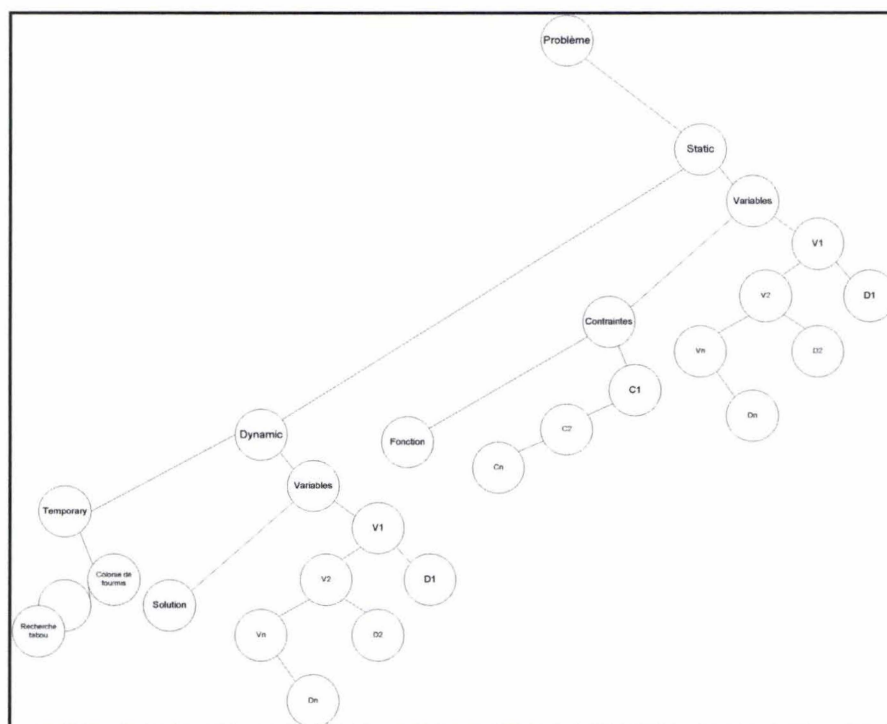 Problème
Static
Variables
V1
V2
D1
Contraintes
Vn
D2
C1
Dn
Dynamic
C2
Fonction
Cn
Variables
Temporary
V1
Colonie de
fourmis
V2
D1
Solution
Recherche
tabou
Vn
D2
Dn